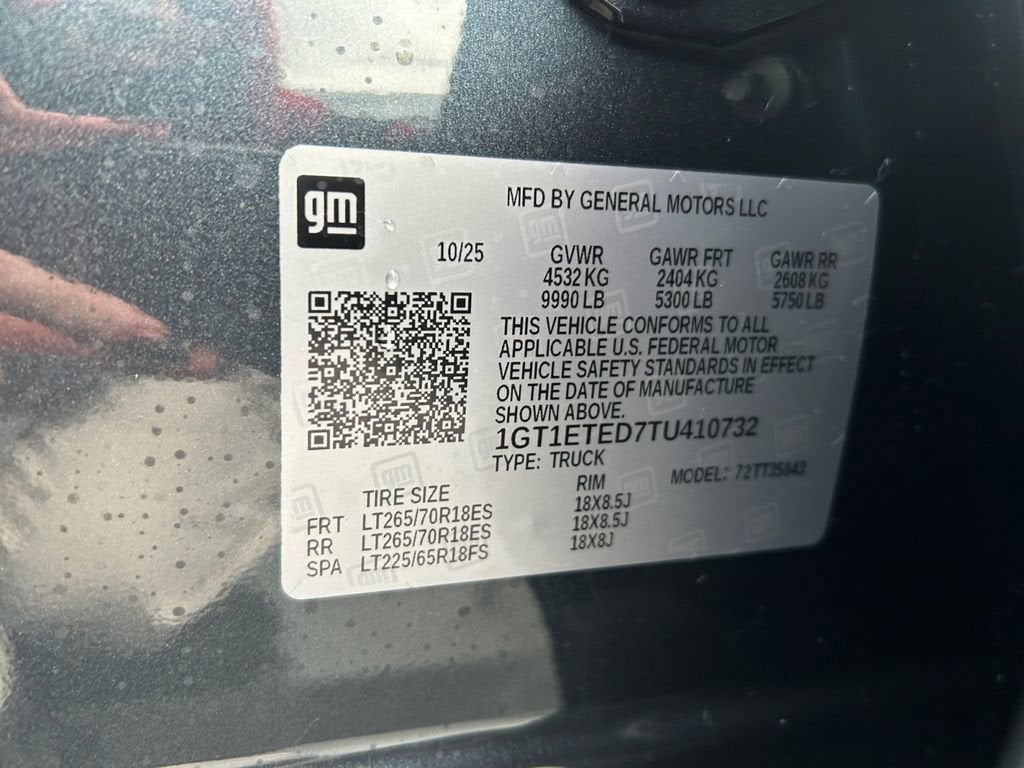 gm
MFD BY GENERAL MOTORS LLC
10/25 GVWR GAWR FRT GAWR RR
4532 KG 2404 KG 2608 KG
9990 LB 5300 LB 5750 LB
THIS VEHICLE CONFORMS TO ALL
APPLICABLE U.S. FEDERAL MOTOR
VEHICLE SAFETY STANDARDS IN EFFECT
ON THE DATE OF MANUFACTURE
SHOWN ABOVE.
1GT1ETED7TU410732
TYPE: TRUCK MODEL: 72TT35843
TIRE SIZE RIM
FRT LT265/70R18ES 18X8.5J
RR LT265/70R18ES 18X8.5J
SPA LT225/65R18FS 18X8J